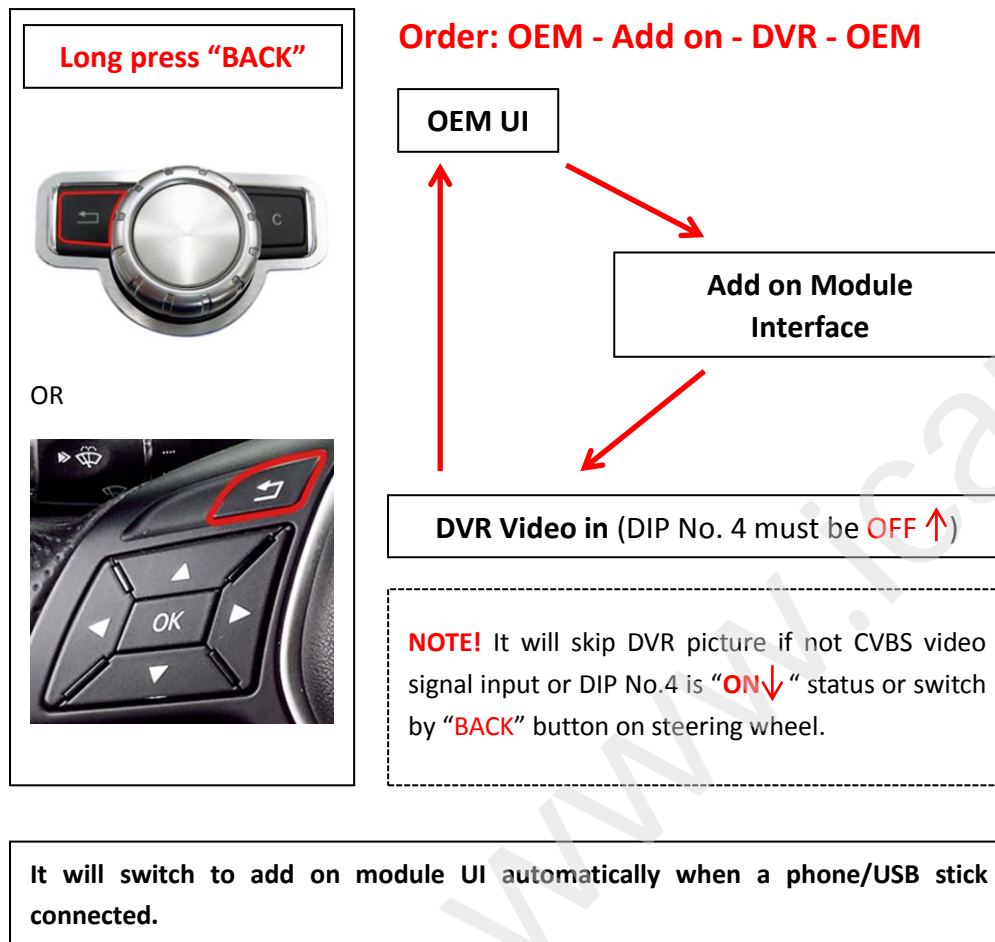 Long press “BACK”
C
OR
OK
Order: OEM - Add on - DVR - OEM
OEM UI
Add on Module
Interface
DVR Video in (DIP No. 4 must be OFF ↑)
NOTE! It will skip DVR picture if not CVBS video
signal input or DIP No.4 is “ON↓ “ status or switch
by “BACK” button on steering wheel.
It will switch to add on module UI automatically when a phone/USB stick
connected.
www.ica